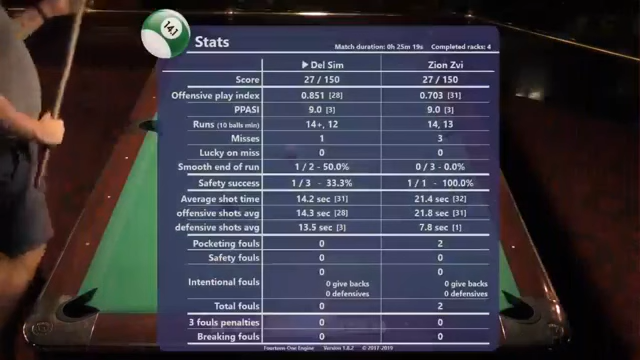 14.1
Stats
Match duration: 0h 25m 19s Completed racks: 4
▶ Del Sim Zion Zvi
Score 27 / 150 27 / 150
Offensive play index 0.851 [28] 0.703 [31]
PPASI 9.0 [3] 9.0 [3]
Runs (10 balls min) 14+, 12 14, 13
Misses 1 3
Lucky on miss 0 0
Smooth end of run 1 / 2 - 50.0% 0 / 3 - 0.0%
Safety success 1 / 3 - 33.3% 1 / 1 - 100.0%
Average shot time 14.2 sec [31] 21.4 sec [32]
offensive shots avg 14.3 sec [28] 21.8 sec [31]
defensive shots avg 13.5 sec [3] 7.8 sec [1]
Pocketing fouls 0 2
Safety fouls 0 0
Intentional fouls 0 0
0 give backs 0 give backs
0 defensives 0 defensives
Total fouls 0 2
3 fouls penalties 0 0
Breaking fouls 0 0
Fourteen-One Engine Version 1.8.2 © 2017-2019